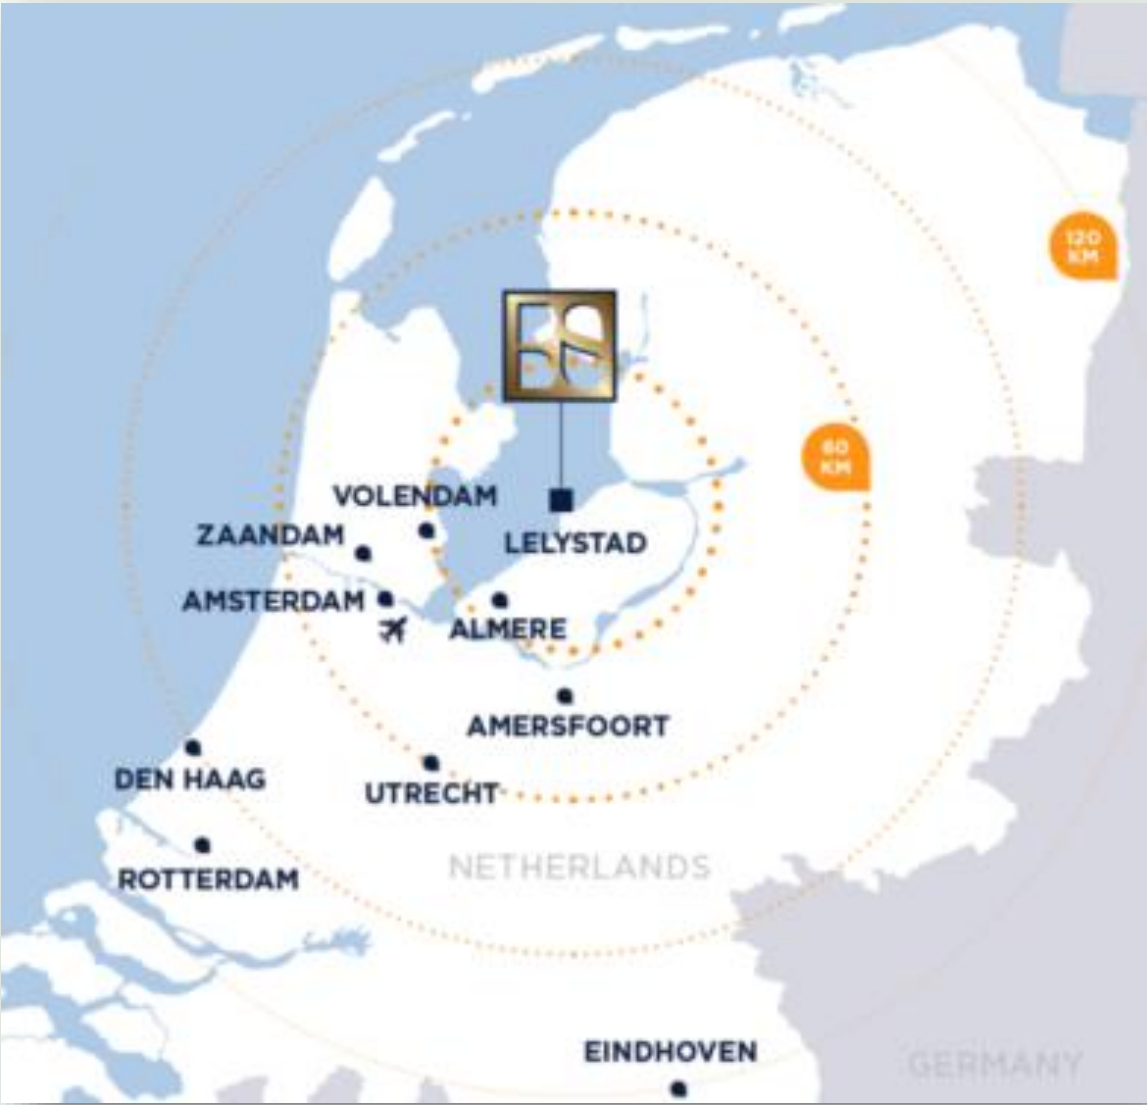 120
KM
60
KM
VOLENDAM
ZAANDAM
LELYSTAD
AMSTERDAM
ALMERE
AMERSFOORT
DEN HAAG
UTRECHT
NETHERLANDS
ROTTERDAM
EINDHOVEN
GERMANY